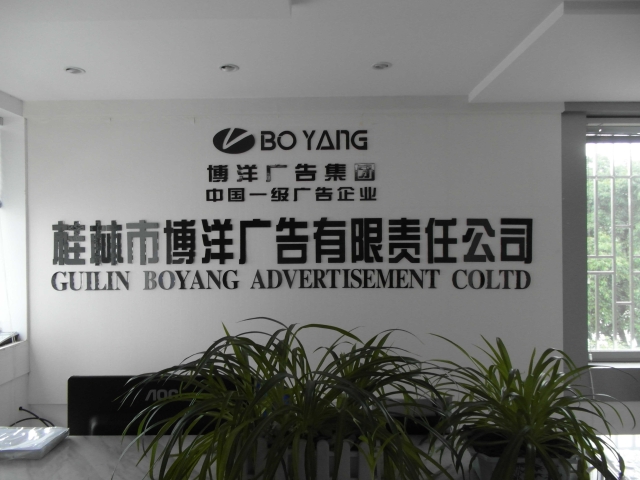 BO YANG
博洋广告集团
中国一级广告企业
桂林市博洋广告有限责任公司
GUILIN BOYANG ADVERTISEMENT COLTD
AOC